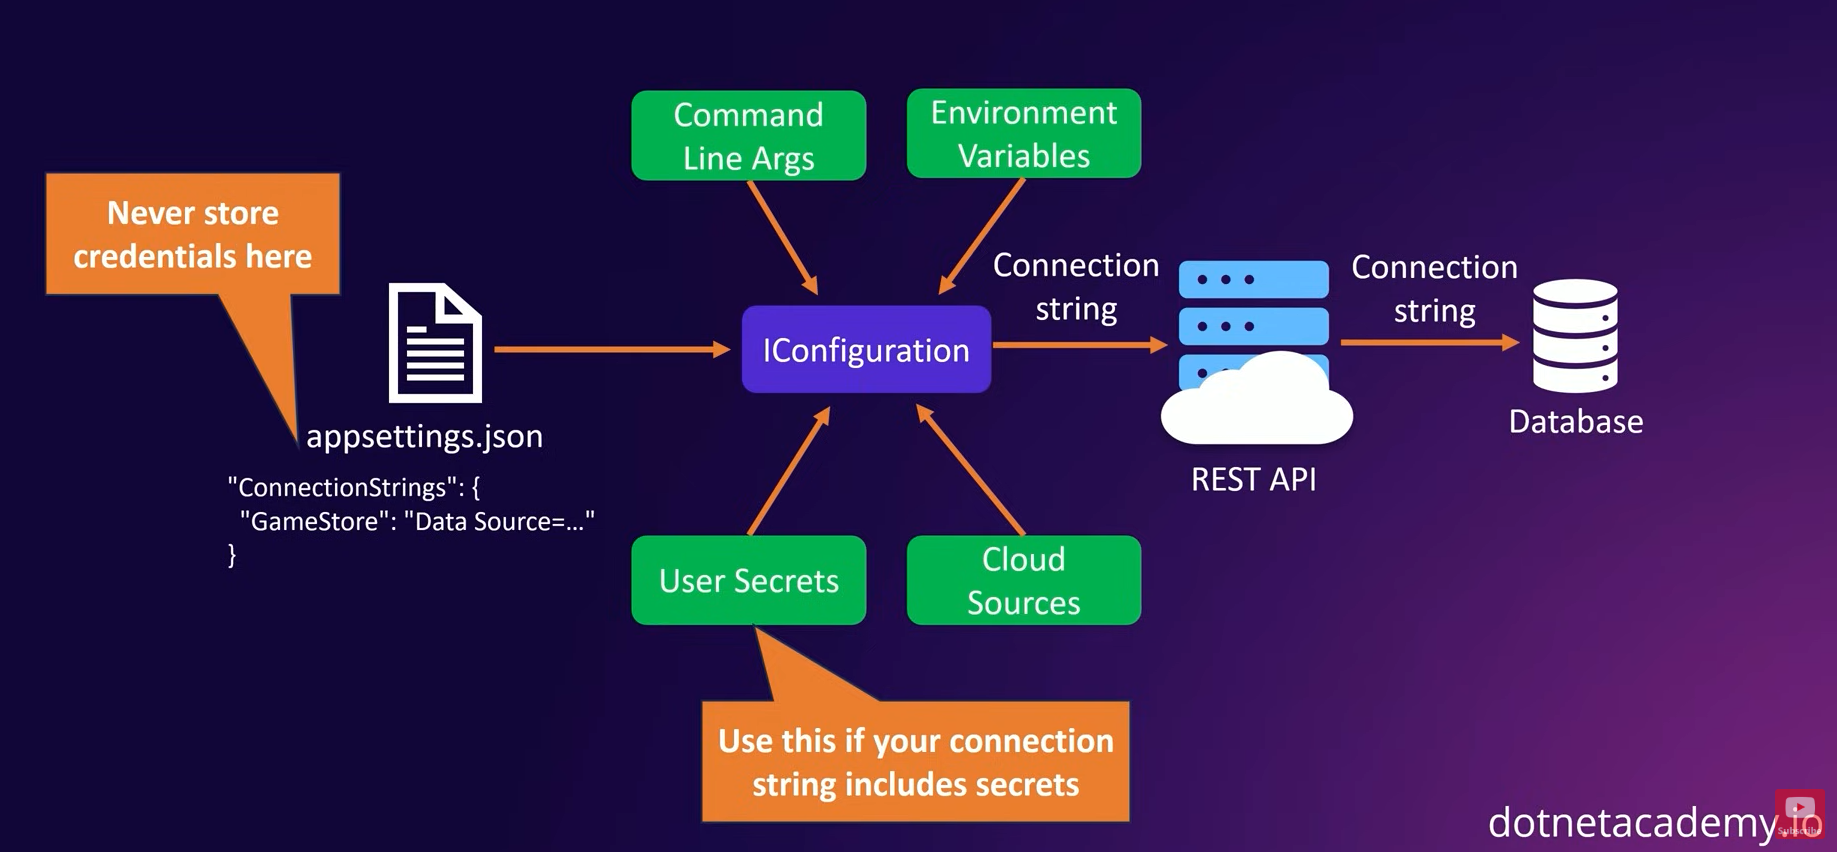 Command
Line Args
Environment
Variables
Never store
credentials here
Connection
string
Connection
string
IConfiguration
appsettings.json
Database
"ConnectionStrings": {
"GameStore": "Data Source=..."
}
REST API
User Secrets
Cloud
Sources
Use this if your connection
string includes secrets
dotnetacademy.io
Subscribe